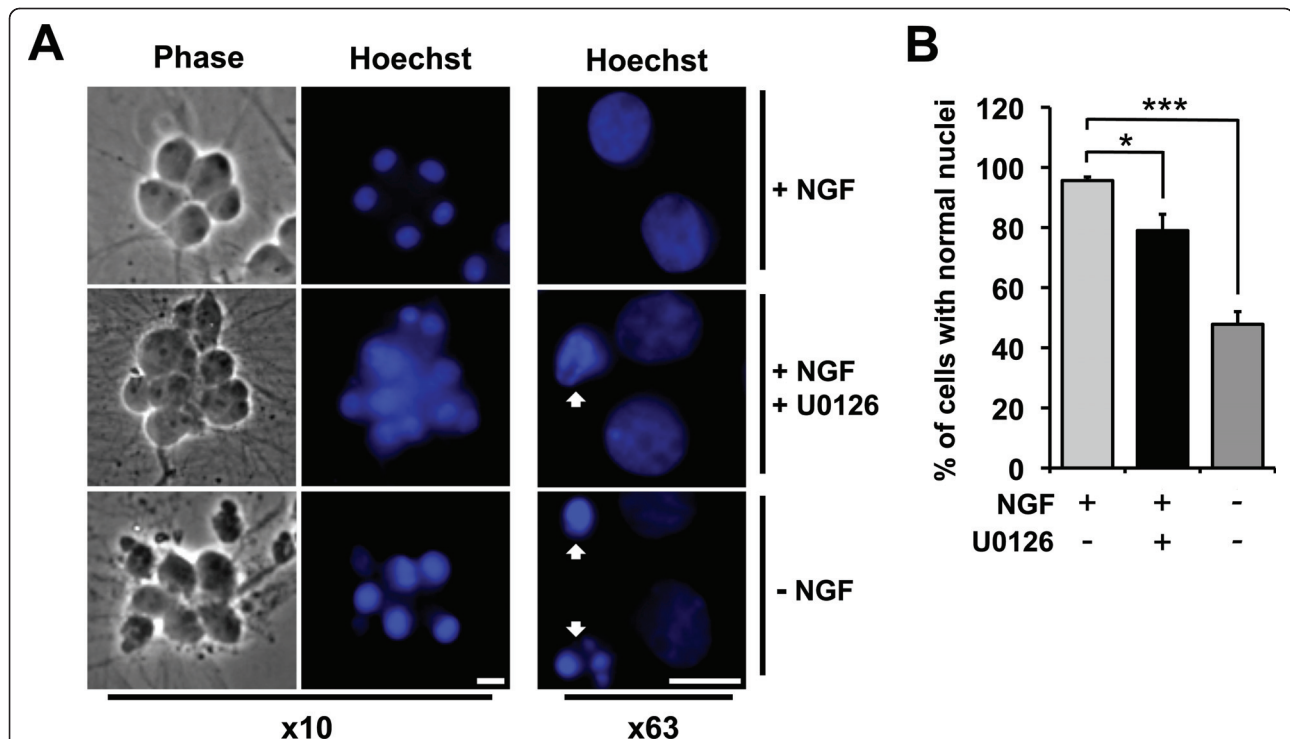 A
Phase
Hoechst
Hoechst
+ NGF
+ NGF
+ U0126
- NGF
x10
x63
B
% of cells with normal nuclei
120
100
80
60
40
20
0
***
*
NGF + + -
U0126 - + -